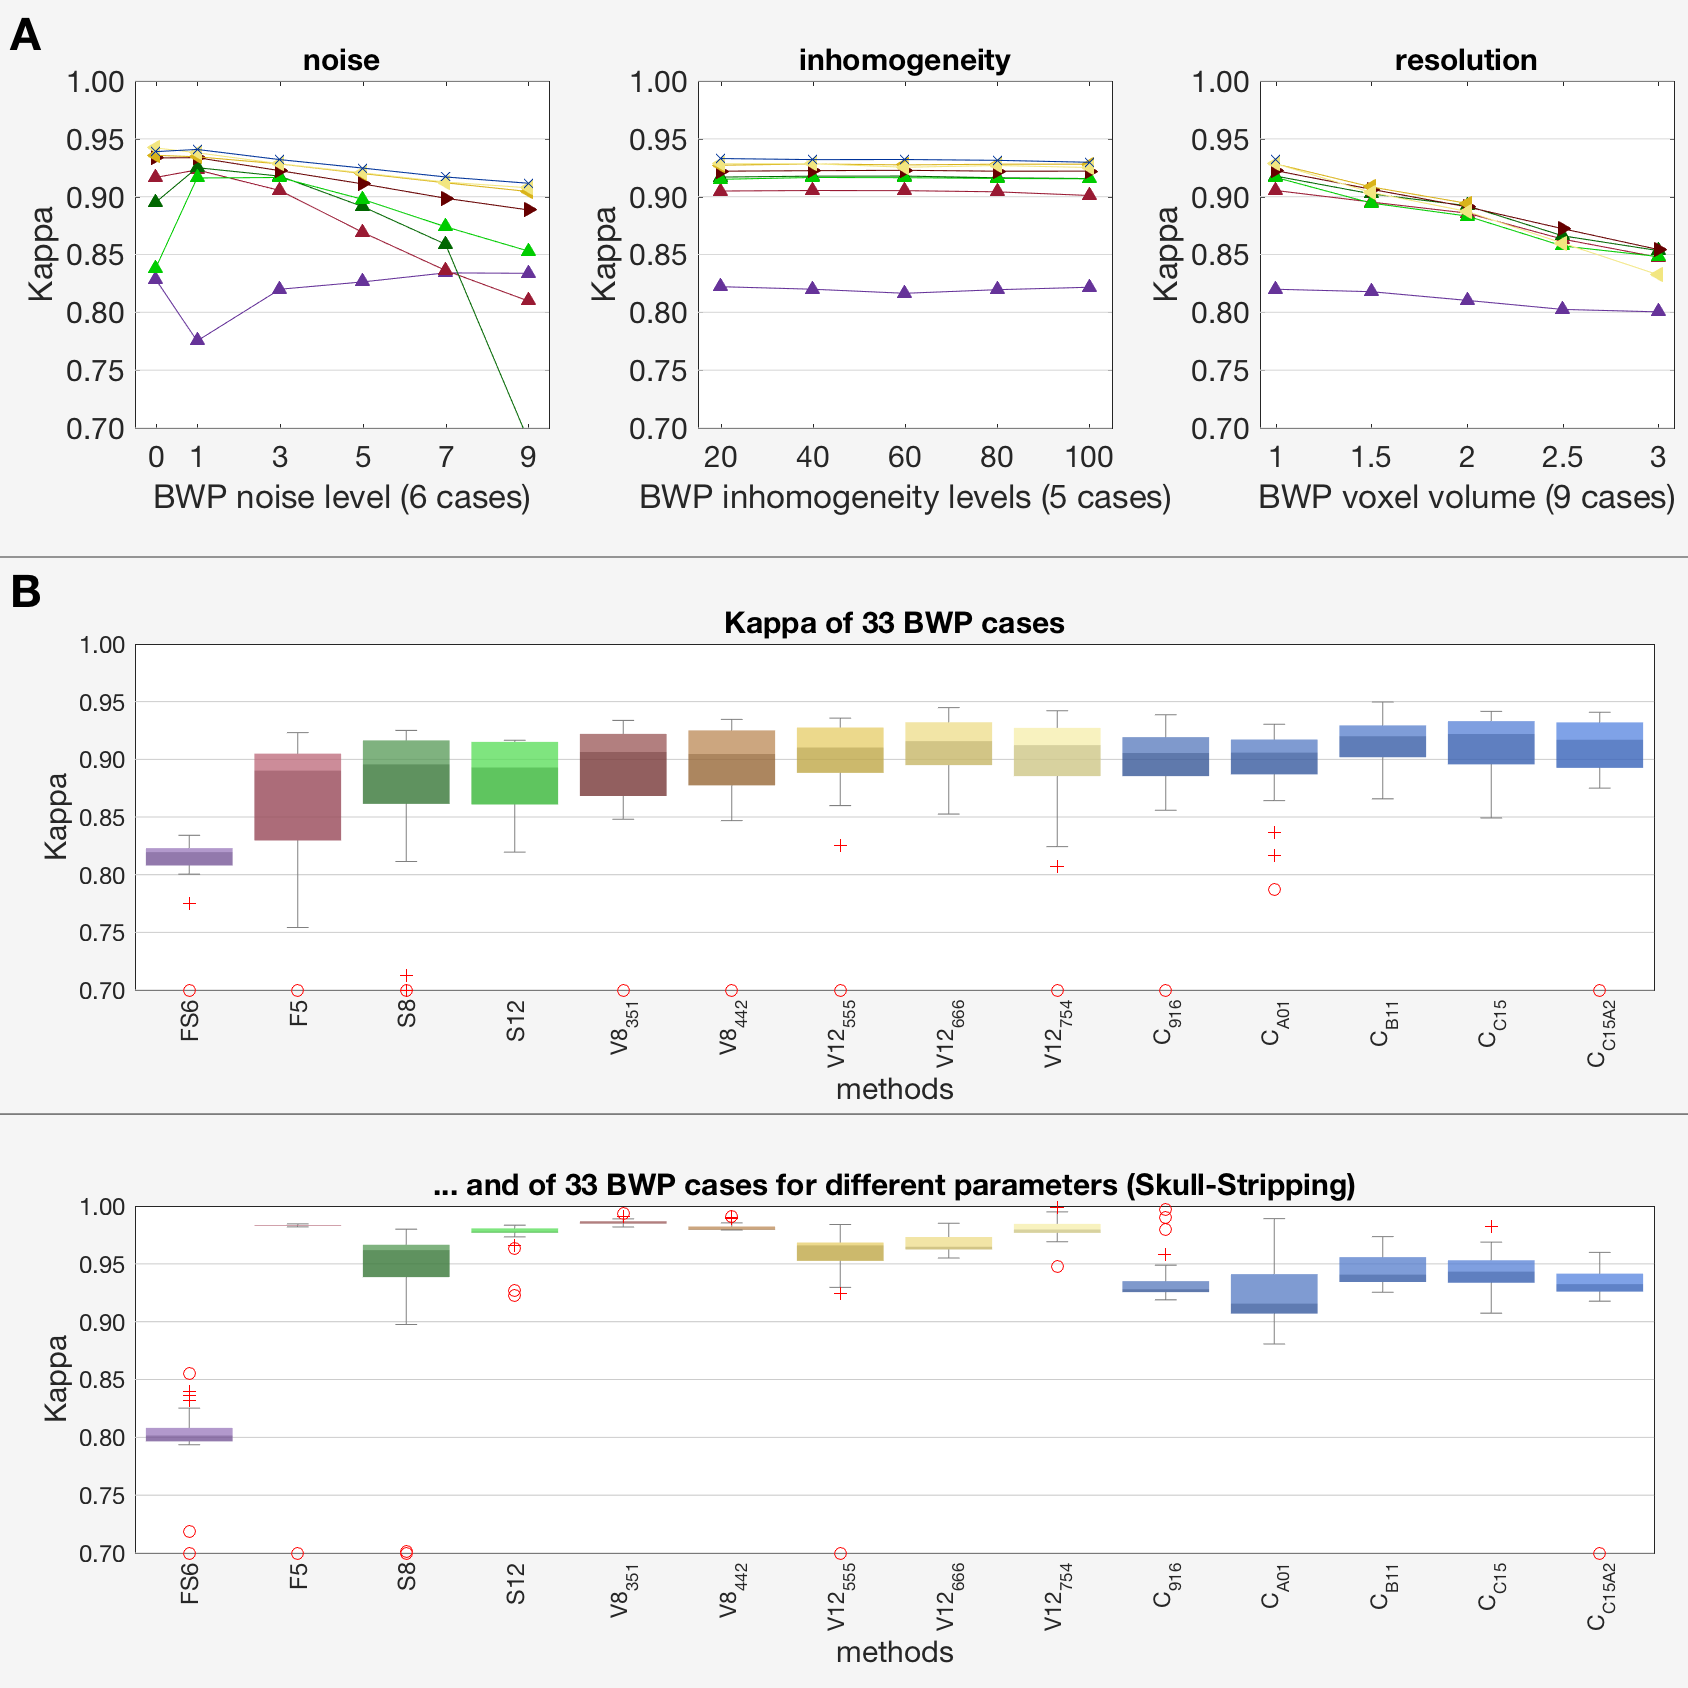 A
noise
inhomogeneity
resolution
1.00 0.95 0.90 0.85 0.80 0.75 0.70
Kappa
0 1 3 5 7 9
BWP noise level (6 cases)
1.00 0.95 0.90 0.85 0.80 0.75 0.70
Kappa
20 40 60 80 100
BWP inhomogeneity levels (5 cases)
1.00 0.95 0.90 0.85 0.80 0.75 0.70
Kappa
1 1.5 2 2.5 3
BWP voxel volume (9 cases)
B
Kappa of 33 BWP cases
1.00
0.95
0.90
0.85
0.80
0.75
0.70
Kappa
FS6 F5 S8 S12 V8351 V8442 V12555 V12666 V12754 C916 CA01 CB11 CC15 CC15A2
methods
... and of 33 BWP cases for different parameters (Skull-Stripping)
1.00
0.95
0.90
0.85
0.80
0.75
0.70
Kappa
FS6 F5 S8 S12 V8351 V8442 V12555 V12666 V12754 C916 CA01 CB11 CC15 CC15A2
methods